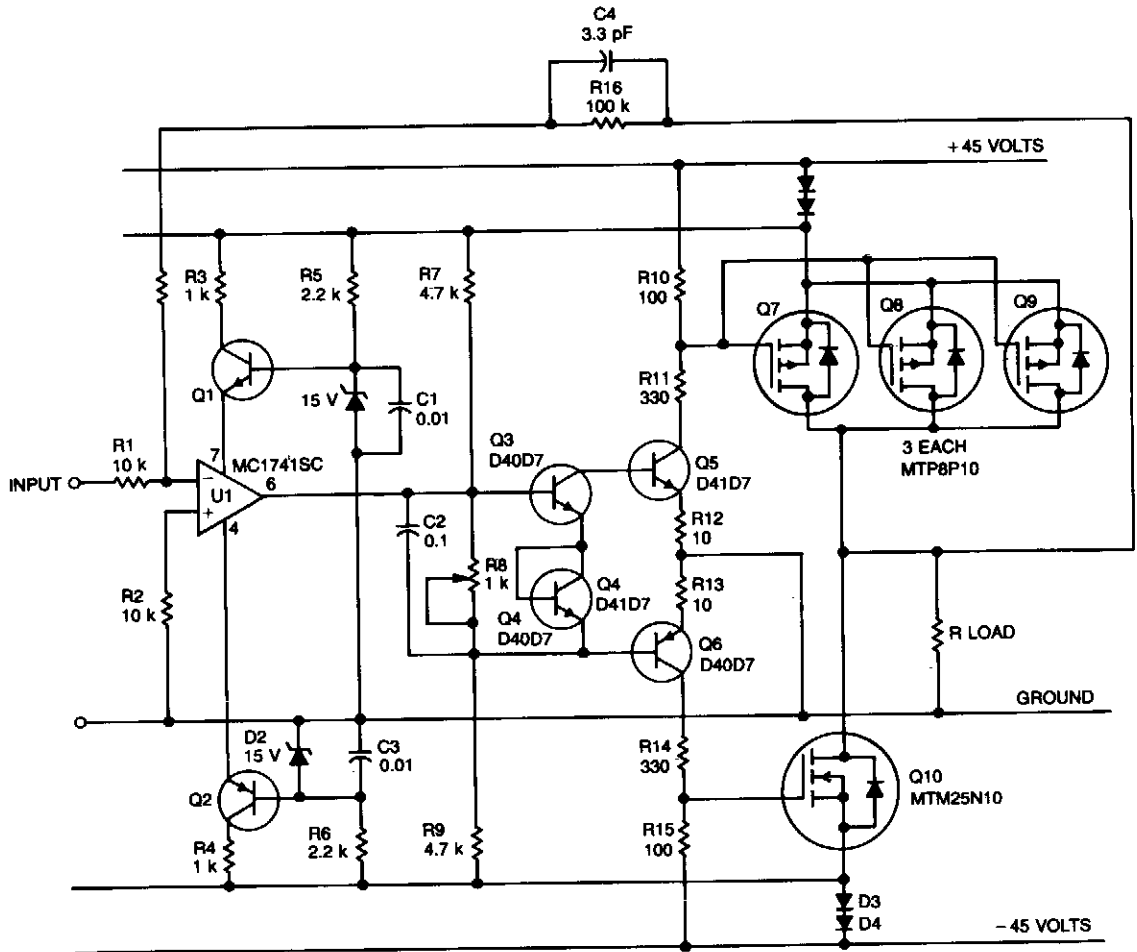 C4
3.3 pF
R16
100 k
+45 VOLTS
R3
1 k
R5
2.2 k
R7
4.7 k
R10
100
Q7
Q8
Q9
Q1
15 V
C1
0.01
R11
330
3 EACH
MTP8P10
R1
10 k
INPUT
7
MC1741SC
−
U1
6
+
4
Q3
D40D7
Q5
D41D7
R12
10
C2
0.1
R8
1 k
R13
10
R2
10 k
Q4
D41D7
Q4
D40D7
Q6
D40D7
R LOAD
GROUND
D2
15 V
C3
0.01
R14
330
Q10
MTM25N10
Q2
R4
1 k
R6
2.2 k
R9
4.7 k
R15
100
D3
D4
−45 VOLTS